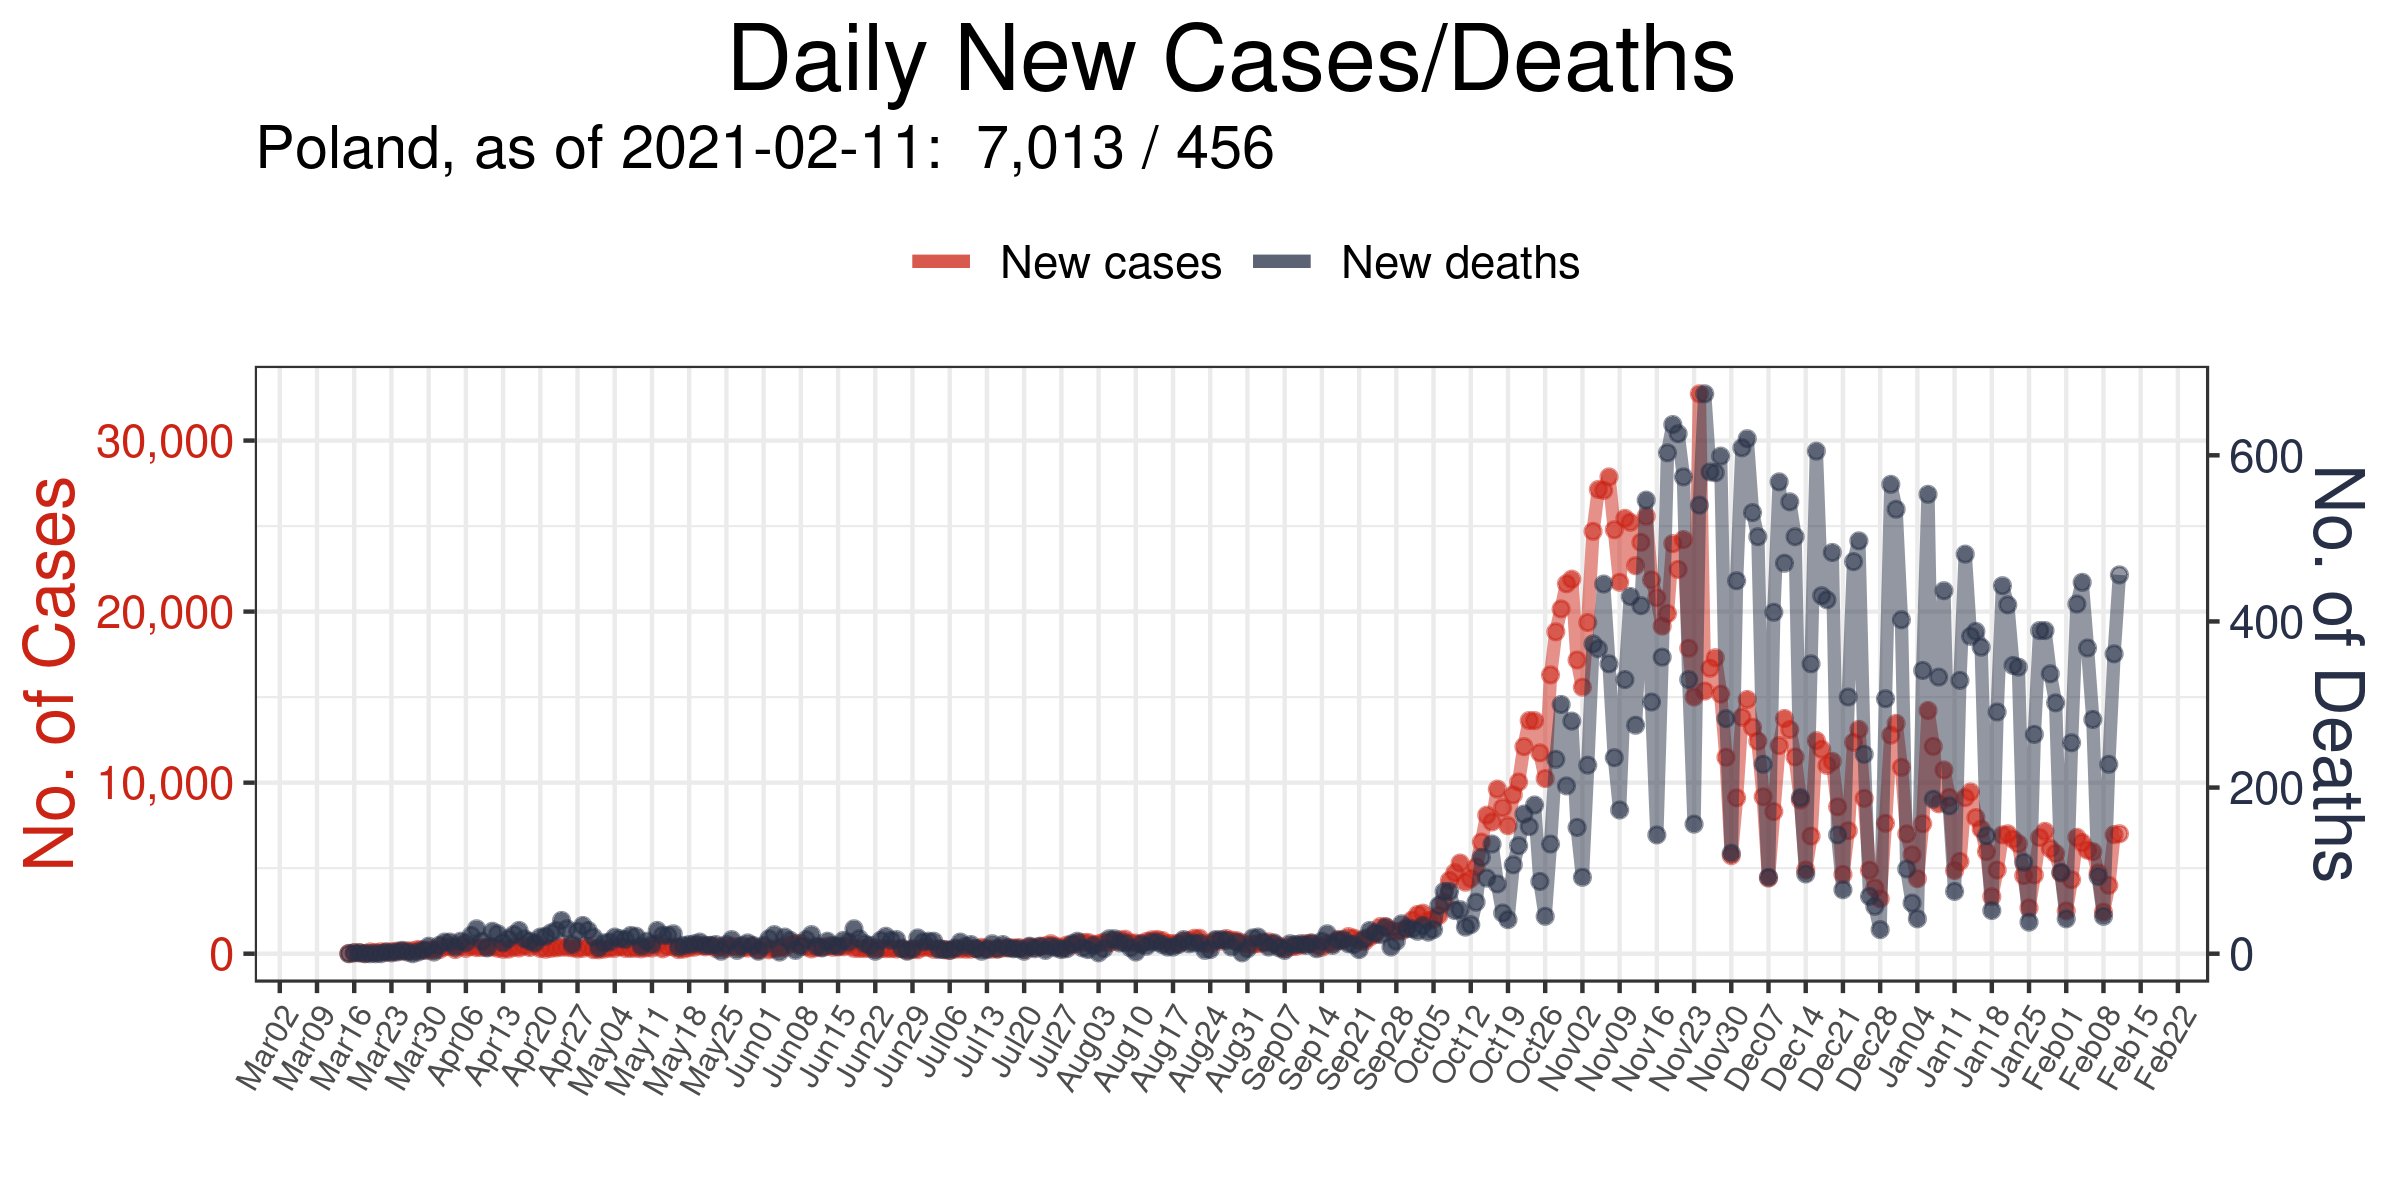 Daily New Cases/Deaths
Poland, as of 2021-02-11: 7,013 / 456
New cases
New deaths
No. of Cases
30,000
20,000
10,000
0
600
400
200
0
No. of Deaths
Mar02
Mar09
Mar16
Mar23
Mar30
Apr06
Apr13
Apr20
Apr27
May04
May11
May18
May25
Jun01
Jun08
Jun15
Jun22
Jun29
Jul06
Jul13
Jul20
Jul27
Aug03
Aug10
Aug17
Aug24
Aug31
Sep07
Sep14
Sep21
Sep28
Oct05
Oct12
Oct19
Oct26
Nov02
Nov09
Nov16
Nov23
Nov30
Dec07
Dec14
Dec21
Dec28
Dec04
Jan11
Jan18
Jan25
Feb01
Feb08
Feb15
Feb22